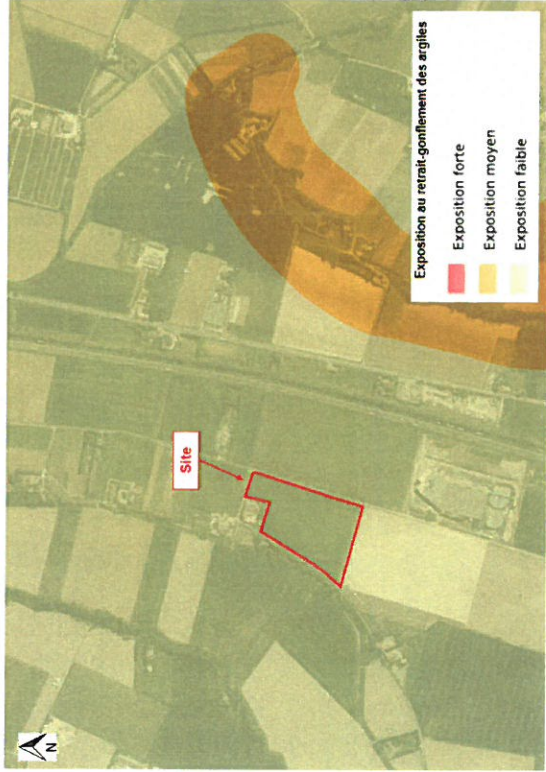 N
Site
Exposition au retrait-gonflement des argiles
Exposition forte
Exposition moyen
Exposition faible